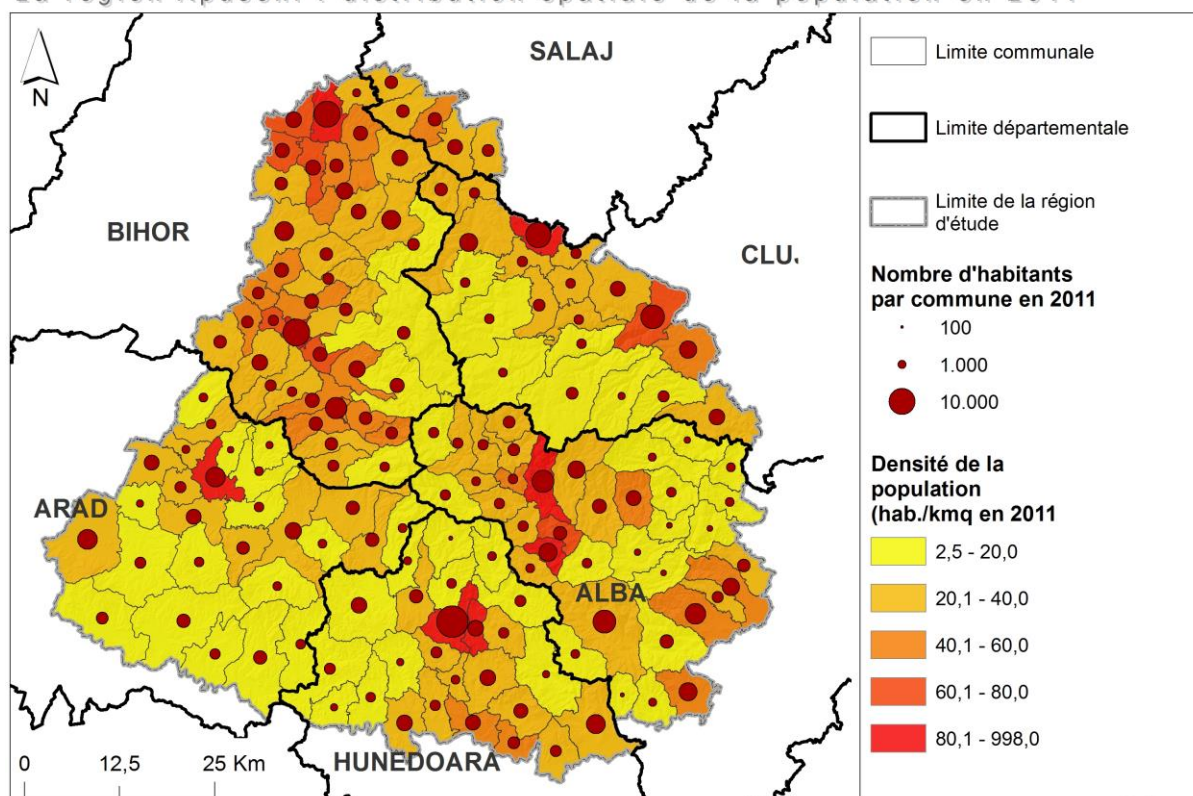 SALAJ
BIHOR
CLUJ.
ARAD
ALBA
HUNEDOARA
N
0 12,5 25 Km
Limite communale
Limite départementale
Limite de la région
d'étude
Nombre d'habitants
par commune en 2011
100
1.000
10.000
Densité de la
population
(hab./kmq en 2011
2,5 - 20,0
20,1 - 40,0
40,1 - 60,0
60,1 - 80,0
80,1 - 998,0